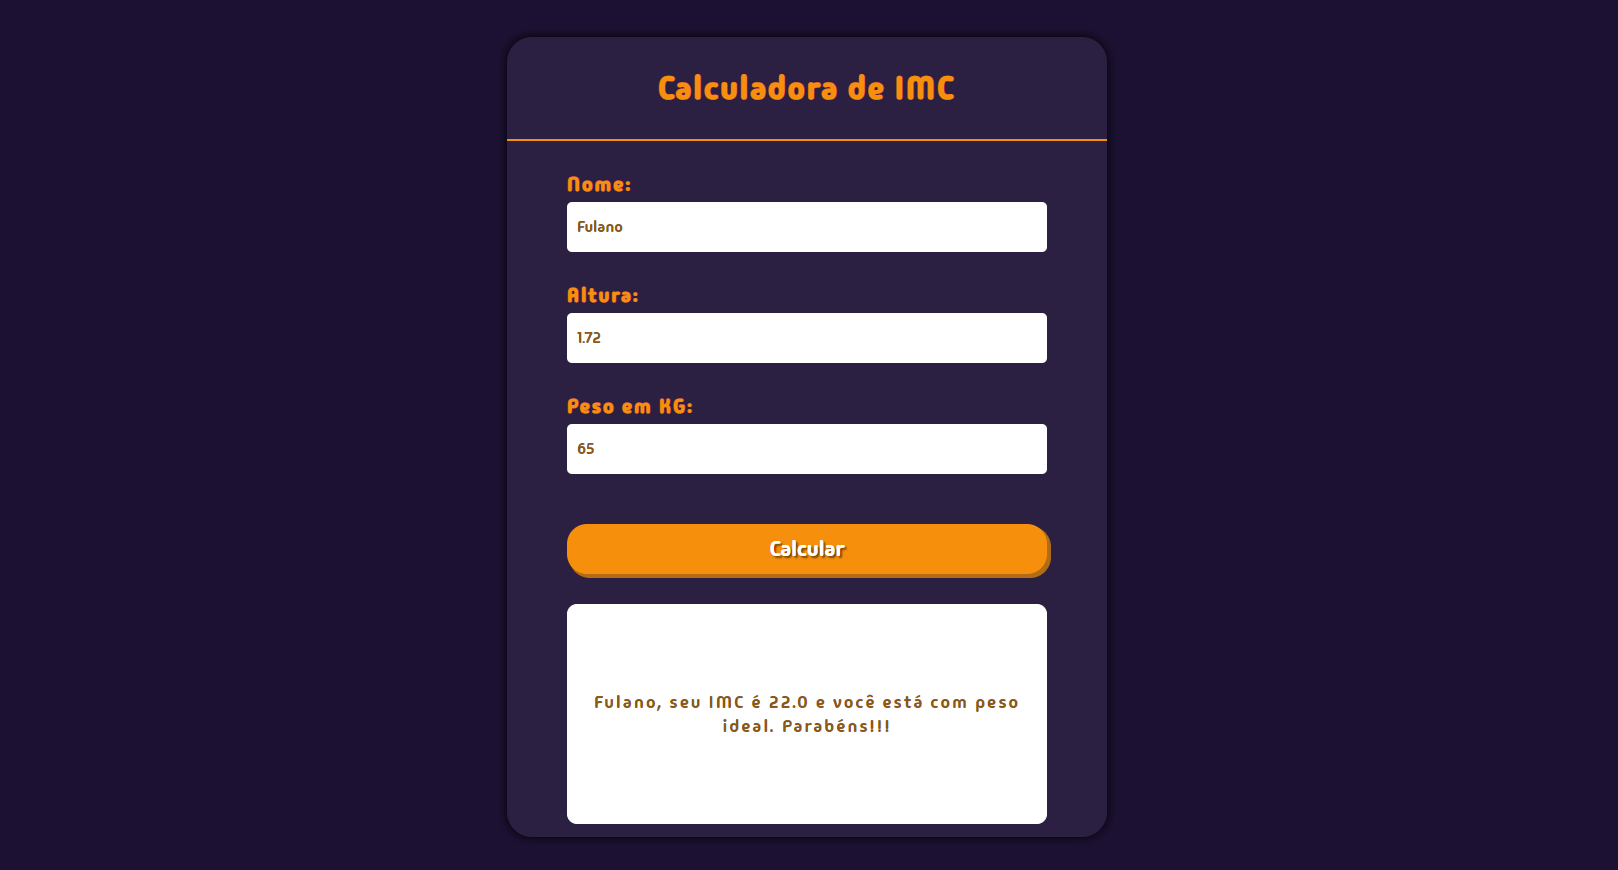 Calculadora de IMC
Nome:
Fulano
Altura:
1.72
Peso em KG:
65
Calcular
Fulano, seu IMC é 22.0 e você está com peso
ideal. Parabéns!!!